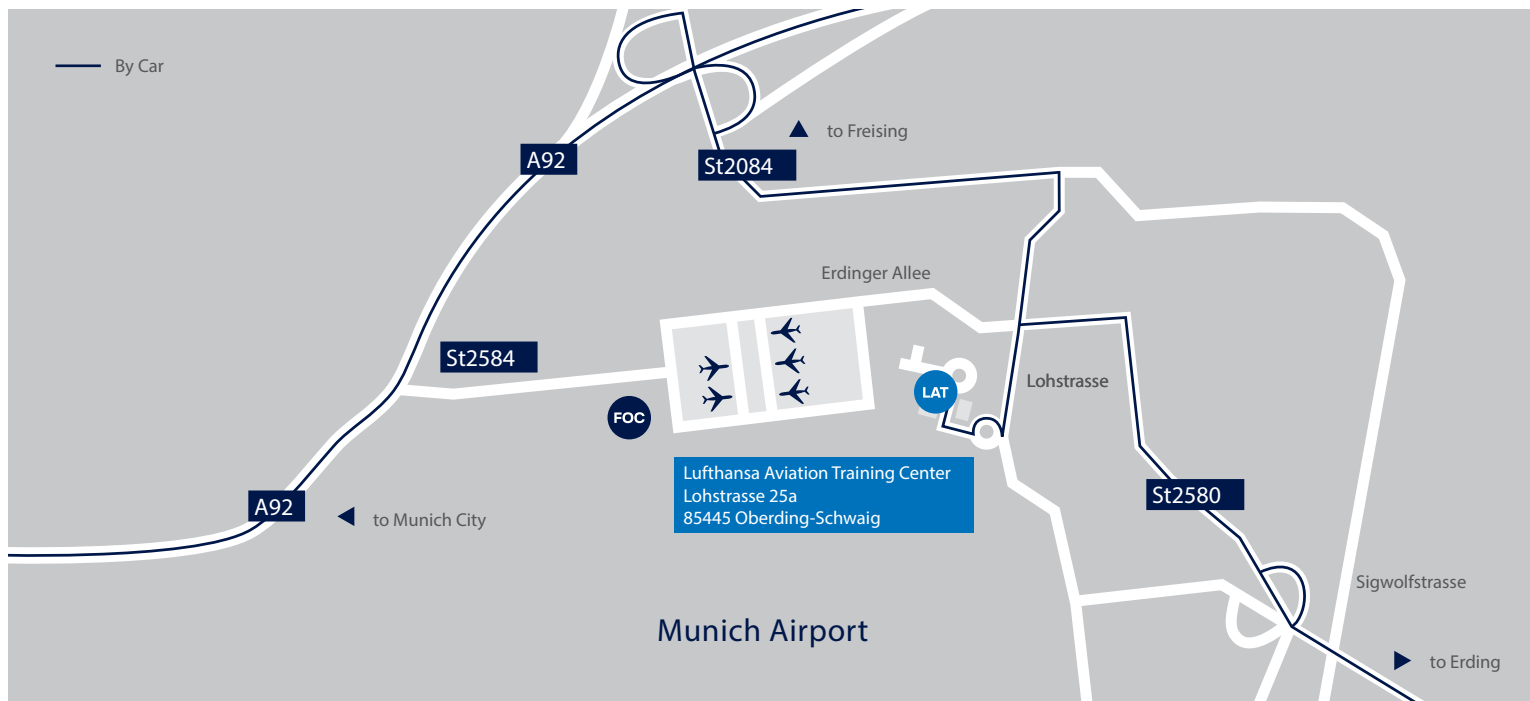 By Car
to Freising
A92
St2084
Erdinger Allee
St2584
Lohstrasse
LAT
FOC
Lufthansa Aviation Training Center
Lohstrasse 25a
85445 Oberding-Schwaig
St2580
A92
to Munich City
Sigwolfstrasse
Munich Airport
to Erding